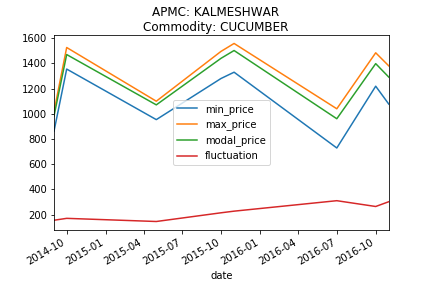 APMC: KALMESHWAR
Commodity: CUCUMBER
1600
1400
1200
1000
800
600
400
200
min_price
max_price
modal_price
fluctuation
2014-10
2015-01
2015-04
2015-07
2015-10
2016-01
2016-04
2016-07
2016-10
date